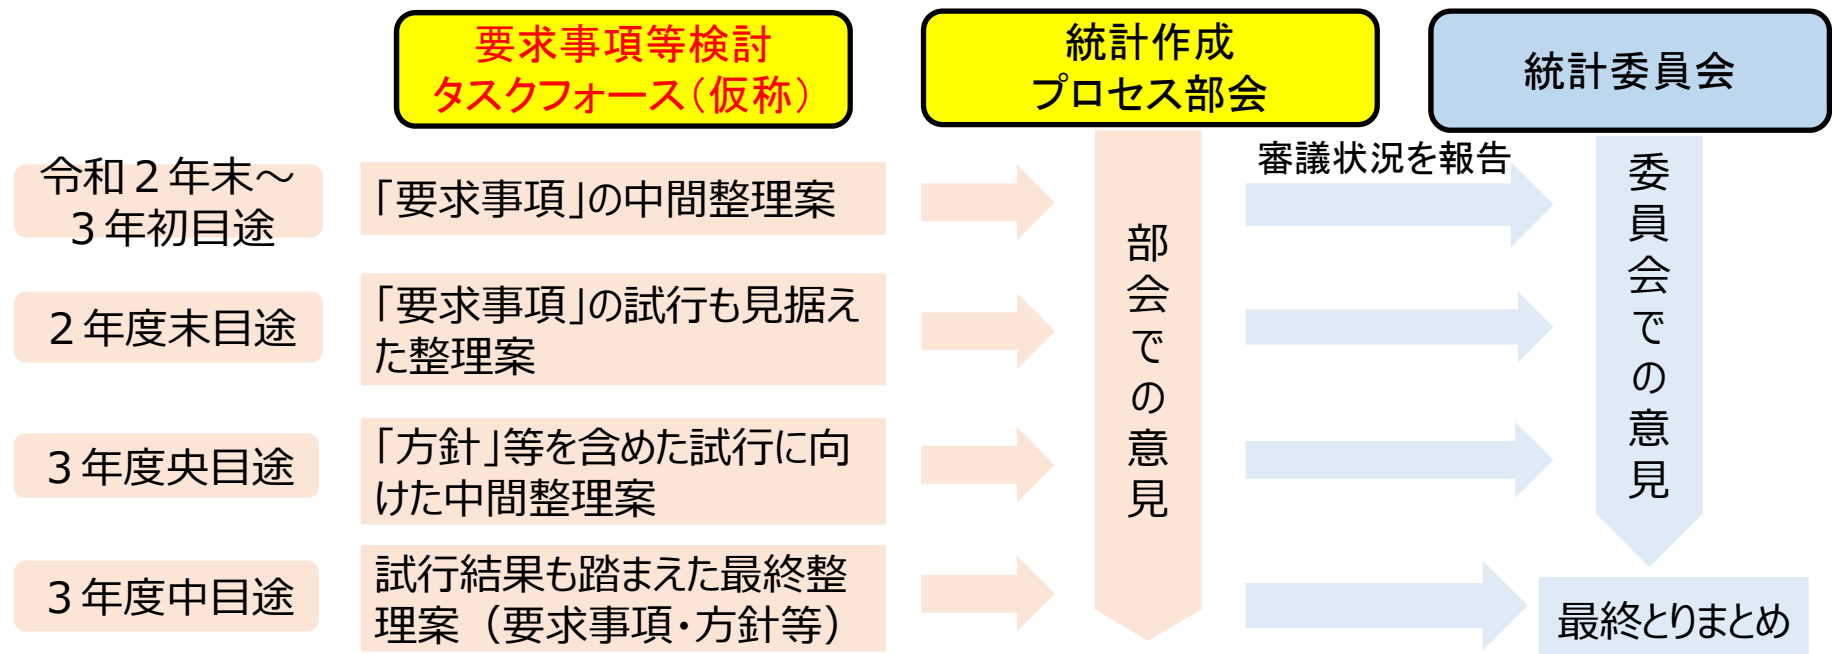 要求事項等検討
タスクフォース（仮称）
統計作成
プロセス部会
統計委員会
審議状況を報告
令和２年末～
３年初目途
「要求事項」の中間整理案
２年度末目途
「要求事項」の試行も見据え
た整理案
３年度央目途
「方針」等を含めた試行に向
けた中間整理案
３年度中目途
試行結果も踏まえた最終整
理案（要求事項・方針等）
部会での意見
委員会での意見
最終とりまとめ